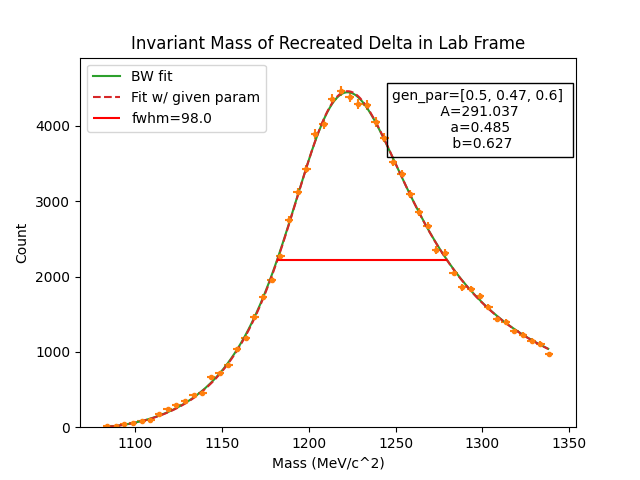 Invariant Mass of Recreated Delta in Lab Frame
BW fit
Fit w/ given param
fwhm=98.0
gen_par=[0.5, 0.47, 0.6]
A=291.037
a=0.485
b=0.627
Count
4000
3000
2000
1000
0
1100 1150 1200 1250 1300 1350
Mass (MeV/c^2)